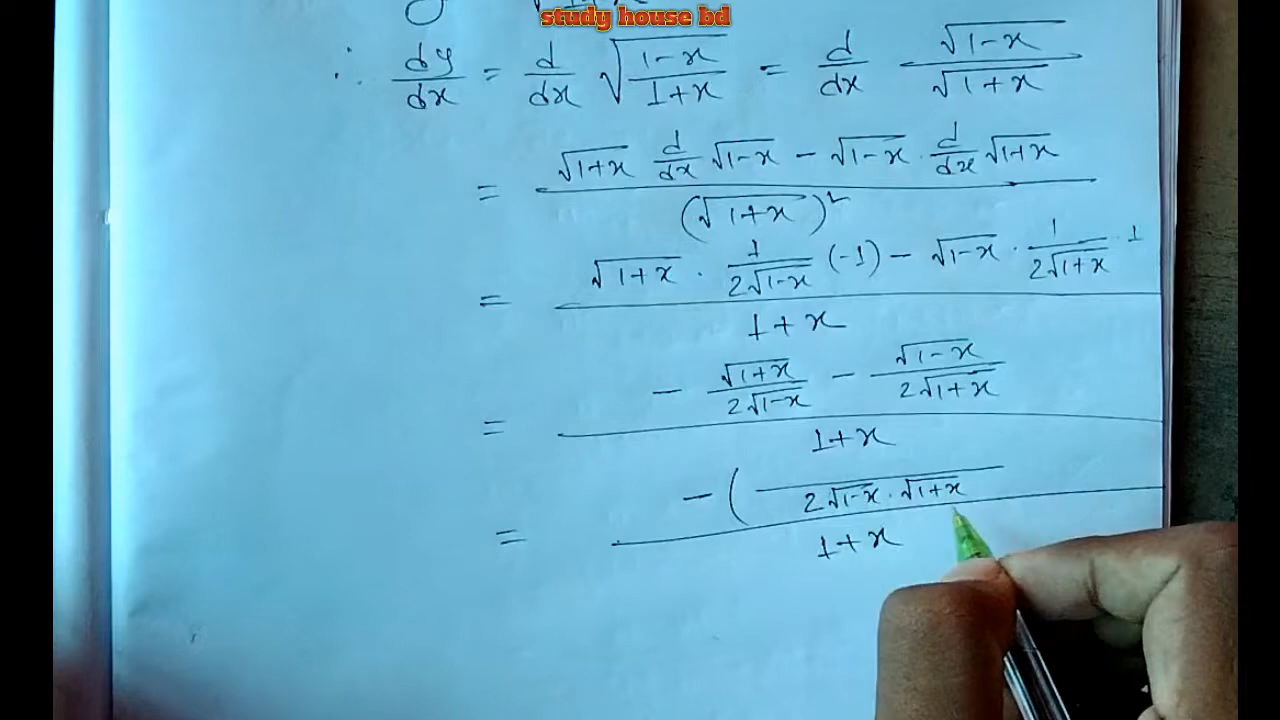 study house bd
∴ dy/dx = d/dx √((1-x)/(1+x)) = d/dx √(1-x)/√(1+x)
= (√(1+x) d/dx √(1-x) - √(1-x) . d/dx √(1+x)) / (√(1+x))²
= (√(1+x) . 1/(2√(1-x)) (-1) - √(1-x) . 1/(2√(1+x)) . 1) / (1+x)
= (- √(1+x)/(2√(1-x)) - √(1-x)/(2√(1+x))) / (1+x)
= -( /(2√(1-x) . √(1+x)) / (1+x)